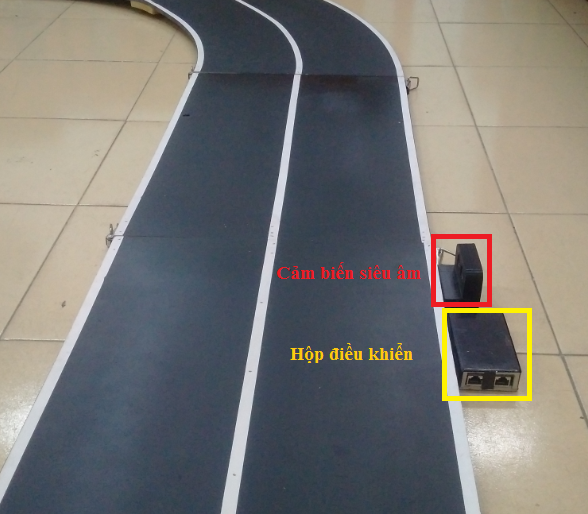 Cảm biến siêu âm
Hộp điều khiển